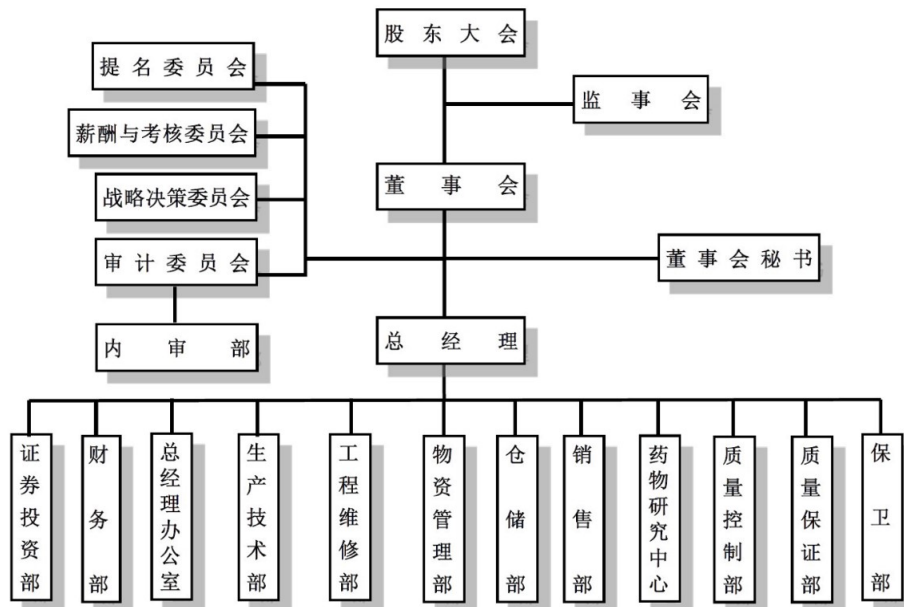 股东大会
提名委员会
监事会
薪酬与考核委员会
董事会
战略决策委员会
审计委员会
董事会秘书
内审部
总经理
证券投资部
财务部
总经理办公室
生产技术部
工程维修部
物资管理部
仓储部
销售部
药物研究中心
质量控制部
质量保证部
保卫部